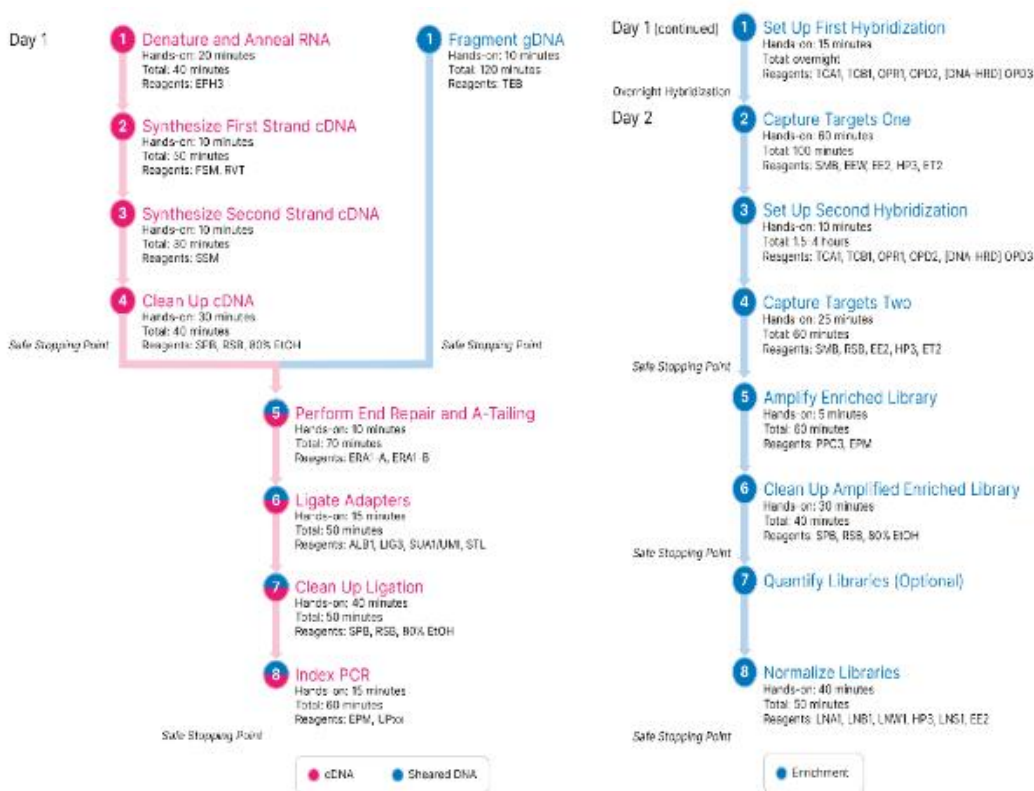 Day 1
1 Denature and Anneal RNA
Hands-on: 20 minutes
Total: 40 minutes
Reagents: EPH3
2 Synthesize First Strand cDNA
Hands-on: 10 minutes
Total: 50 minutes
Reagents: FSM, RVT
3 Synthesize Second Strand cDNA
Hands-on: 10 minutes
Total: 30 minutes
Reagents: SSM
4 Clean Up cDNA
Hands-on: 30 minutes
Total: 40 minutes
Reagents: SPB, RSB, 80% EtOH
Safe Stopping Point
1 Fragment gDNA
Hands-on: 10 minutes
Total: 120 minutes
Reagents: TEB
Safe Stopping Point
5 Perform End Repair and A-Tailing
Hands-on: 10 minutes
Total: 70 minutes
Reagents: ERA1-A, ERA1-B
6 Ligate Adapters
Hands-on: 15 minutes
Total: 50 minutes
Reagents: ALB1, LIG3, SUA1/UMI, STL
7 Clean Up Ligation
Hands-on: 40 minutes
Total: 50 minutes
Reagents: SPB, RSB, 80% EtOH
8 Index PCR
Hands-on: 15 minutes
Total: 60 minutes
Reagents: EPM, UPxx
Safe Stopping Point
cDNA
Sheared DNA
Day 1 (continued)
1 Set Up First Hybridization
Hands-on: 15 minutes
Total: overnight
Reagents: TCA1, TCB1, OPR1, OPD2, [DNA-HRD] OPD3
Overnight Hybridization
Day 2
2 Capture Targets One
Hands-on: 60 minutes
Total: 100 minutes
Reagents: SMB, EEW, EE2, HP3, ET2
3 Set Up Second Hybridization
Hands-on: 10 minutes
Total: 1.5-4 hours
Reagents: TCA1, TCB1, OPR1, OPD2, [DNA-HRD] OPD3
4 Capture Targets Two
Hands-on: 25 minutes
Total: 60 minutes
Reagents: SMB, RSB, EE2, HP3, ET2
Safe Stopping Point
5 Amplify Enriched Library
Hands-on: 5 minutes
Total: 60 minutes
Reagents: PPC3, EPM
6 Clean Up Amplified Enriched Library
Hands-on: 30 minutes
Total: 40 minutes
Reagents: SPB, RSB, 80% EtOH
Safe Stopping Point
7 Quantify Libraries (Optional)
8 Normalize Libraries
Hands-on: 40 minutes
Total: 50 minutes
Reagents: LNA1, LNB1, LNW1, HP3, LNS1, EE2
Safe Stopping Point
Enrichment